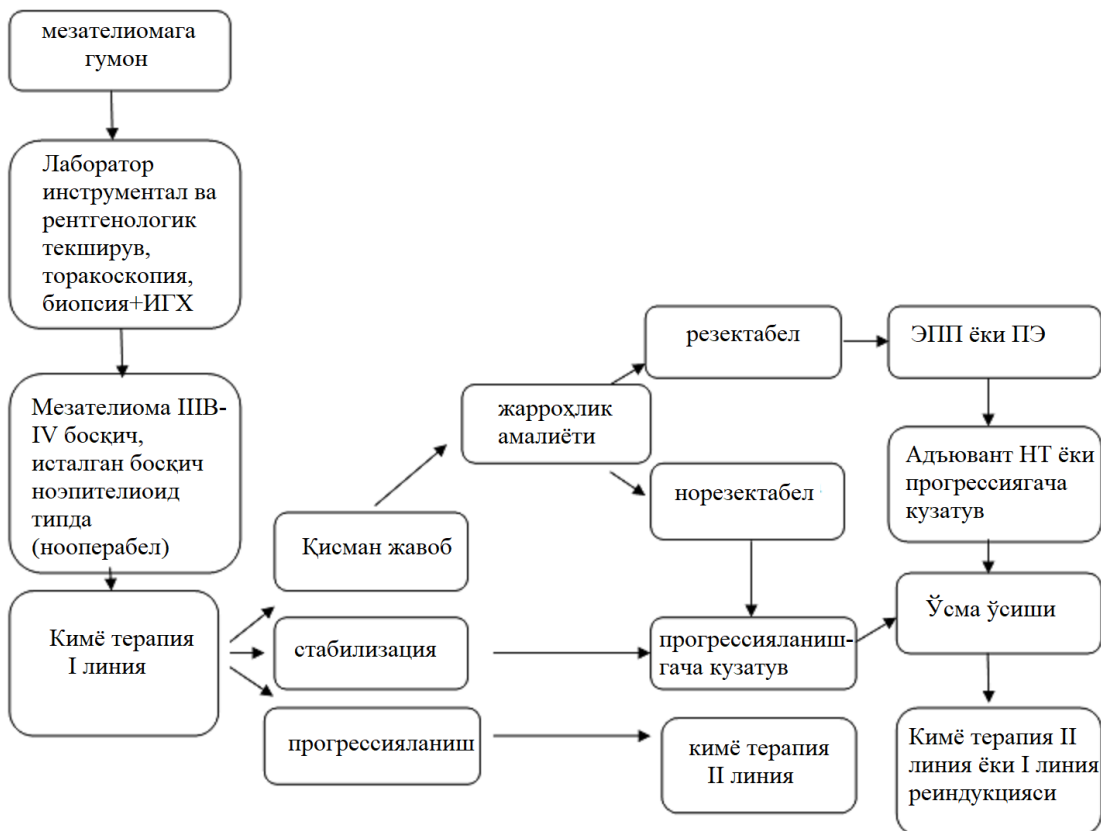 мезателиомага
гумон
Лаборатор
инструментал ва
рентгенологик
текширув,
торакоскопия,
биопсия+ИГХ
Мезателиома IIIB-
IV босқич,
исталган босқич
ноэпителиоид
типда
(нооперабел)
Кимё терапия
I линия
Қисман жавоб
стабилизация
прогрессияланиш
жарроҳлик
амалиёти
резектабел
норезектабел
прогрессияланиш-
гача кузатув
кимё терапия
II линия
ЭПП ёки ПЭ
Адъювант НТ ёки
прогрессиягача
кузатув
Ўсма ўсиши
Кимё терапия II
линия ёки I линия
реиндукцияси